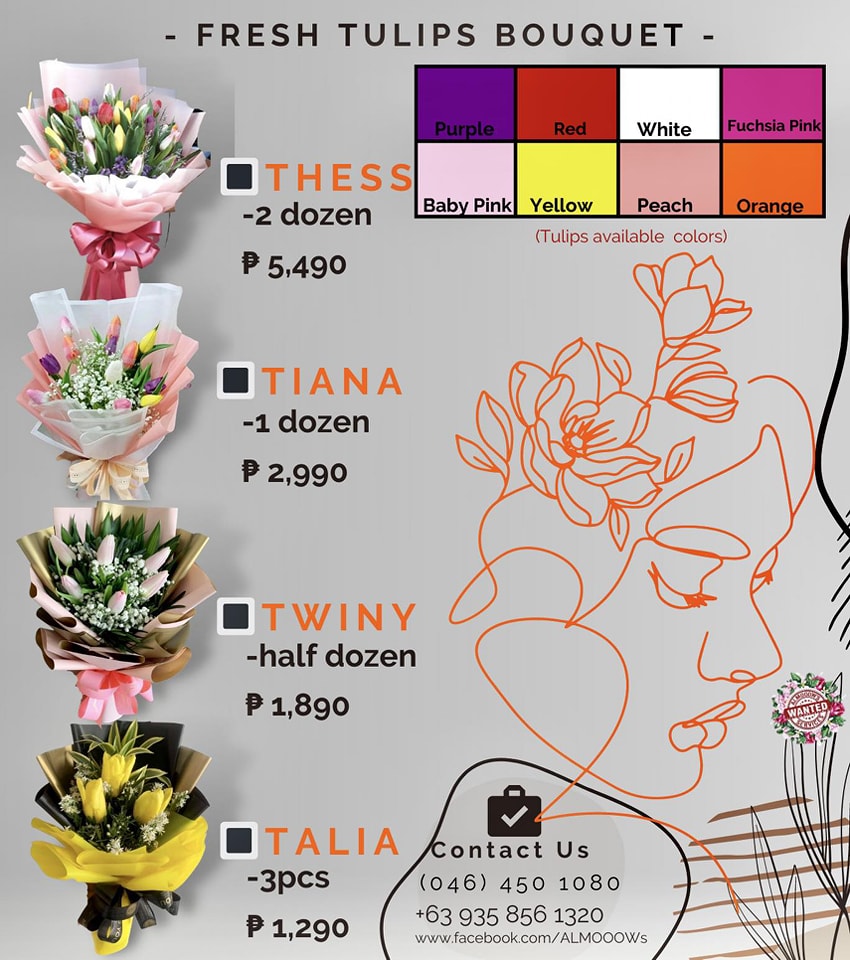 - FRESH TULIPS BOUQUET -
Purple
Red
White
Fuchsia Pink
Baby Pink
Yellow
Peach
Orange
(Tulips available colors)
THESS
-2 dozen
₱ 5,490
TIANA
-1 dozen
₱ 2,990
TWINY
-half dozen
₱ 1,890
TALIA
-3pcs
₱ 1,290
ALMOOOW'S
WANTED
SERVICES
Contact Us
(046) 450 1080
+63 935 856 1320
www.facebook.com/ALMOOOWs